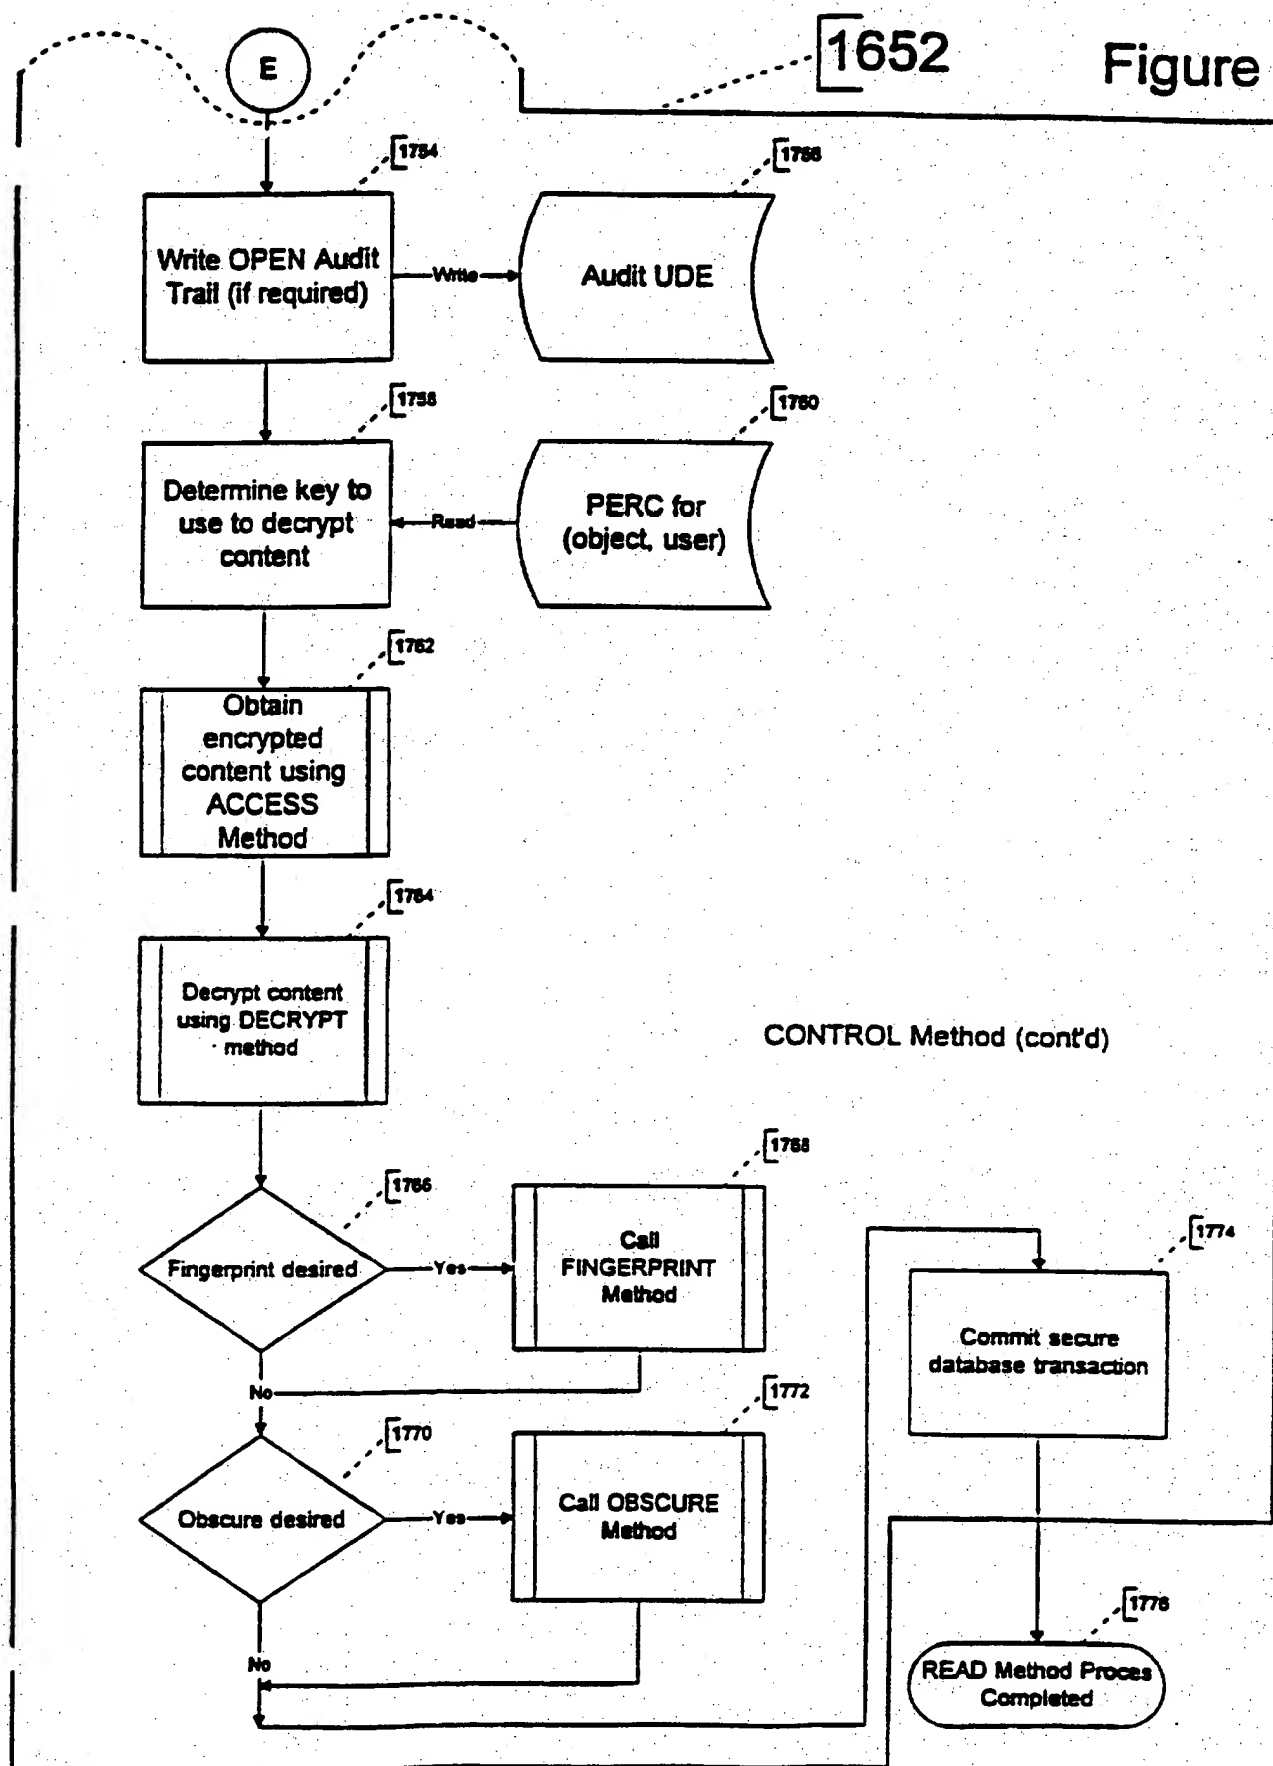 E
1652
Figure
1754
1756
Write OPEN Audit
Trail (if required)
Write
Audit UDE
1758
1760
Determine key to
use to decrypt
content
Read
PERC for
(object, user)
1762
Obtain
encrypted
content using
ACCESS
Method
1764
Decrypt content
using DECRYPT
method
CONTROL Method (cont'd)
1766
1768
Fingerprint desired
Yes
Call
FINGERPRINT
Method
1774
Commit secure
database transaction
No
1770
1772
Obscure desired
Yes
Call OBSCURE
Method
1776
No
READ Method Proces
Completed